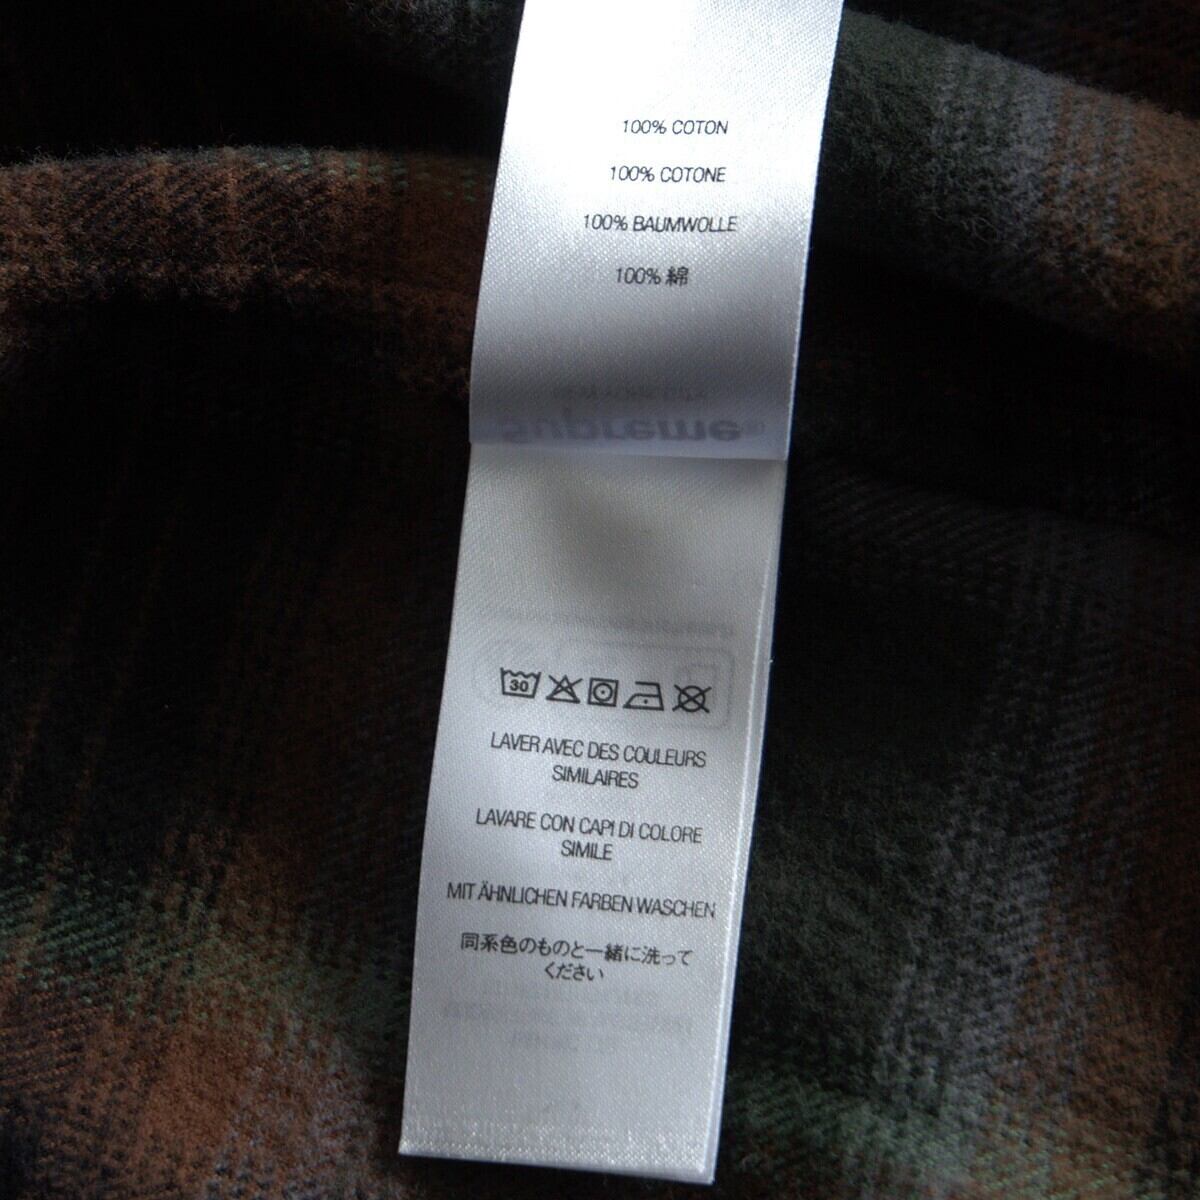 100% COTON
100% COTONE
100% BAUMWOLLE
100% 綿
Supreme
30
LAVER AVEC DES COULEURS
SIMILAIRES
LAVARE CON CAPI DI COLORE
SIMILE
MIT ÄHNLICHEN FARBEN WASCHEN
同系色のものと一緒に洗って
ください